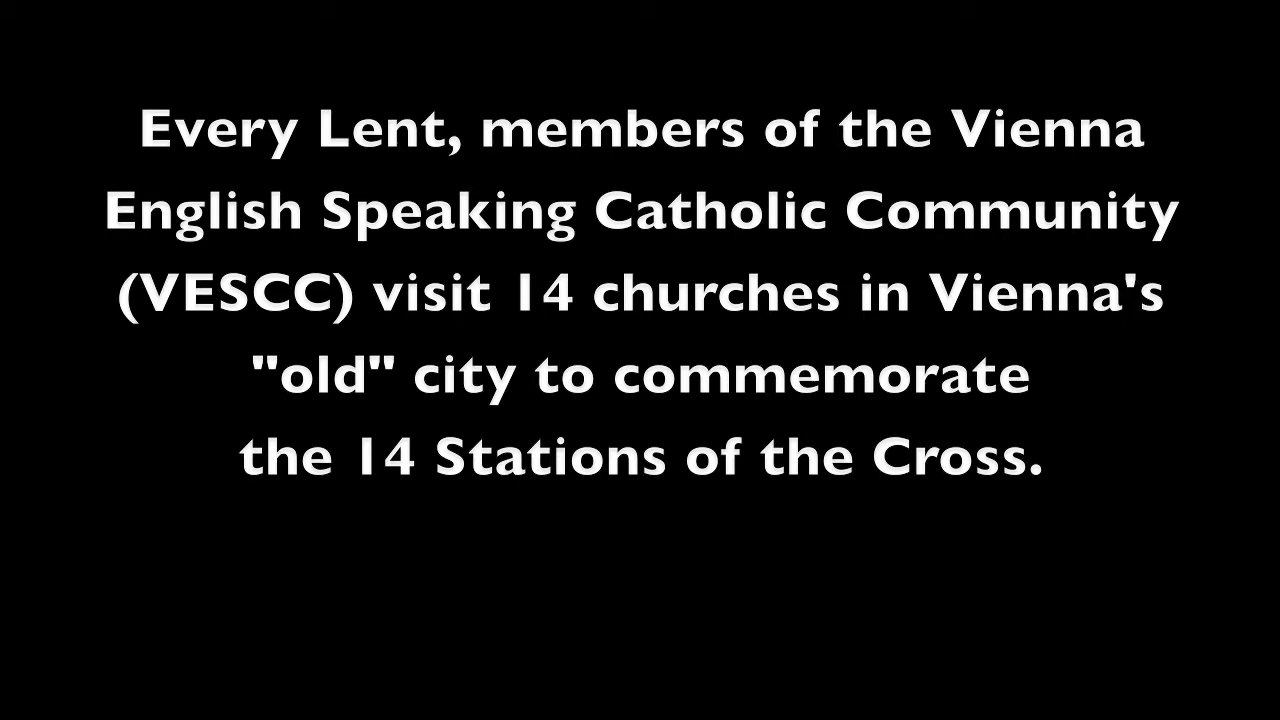 Every Lent, members of the Vienna
English Speaking Catholic Community
(VESCC) visit 14 churches in Vienna's
"old" city to commemorate
the 14 Stations of the Cross.